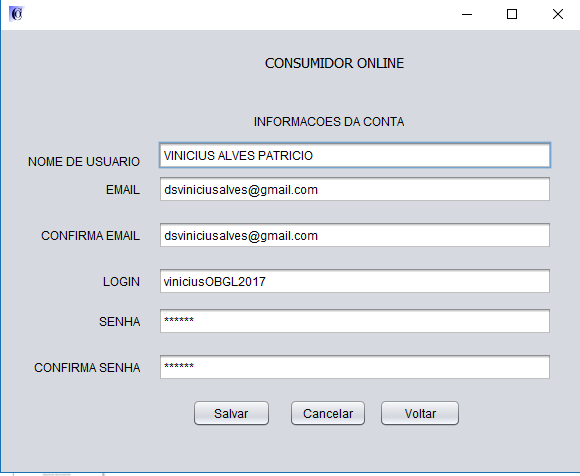 CONSUMIDOR ONLINE
INFORMACOES DA CONTA
NOME DE USUARIO VINICIUS ALVES PATRICIO
EMAIL dsviniciusalves@gmail.com
CONFIRMA EMAIL dsviniciusalves@gmail.com
LOGIN viniciusOBGL2017
SENHA ******
CONFIRMA SENHA ******
Salvar Cancelar Voltar